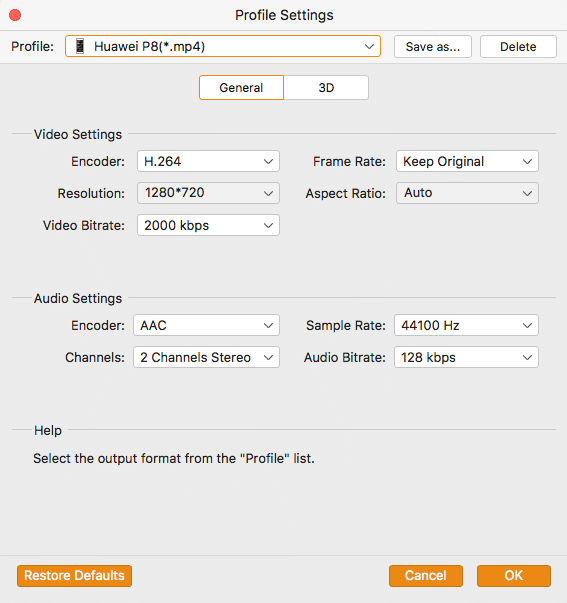 Profile Settings
Profile: Huawei P8(*.mp4) Save as... Delete
General 3D
Video Settings
Encoder: H.264 Frame Rate: Keep Original
Resolution: 1280*720 Aspect Ratio: Auto
Video Bitrate: 2000 kbps
Audio Settings
Encoder: AAC Sample Rate: 44100 Hz
Channels: 2 Channels Stereo Audio Bitrate: 128 kbps
Help
Select the output format from the "Profile" list.
Restore Defaults Cancel OK